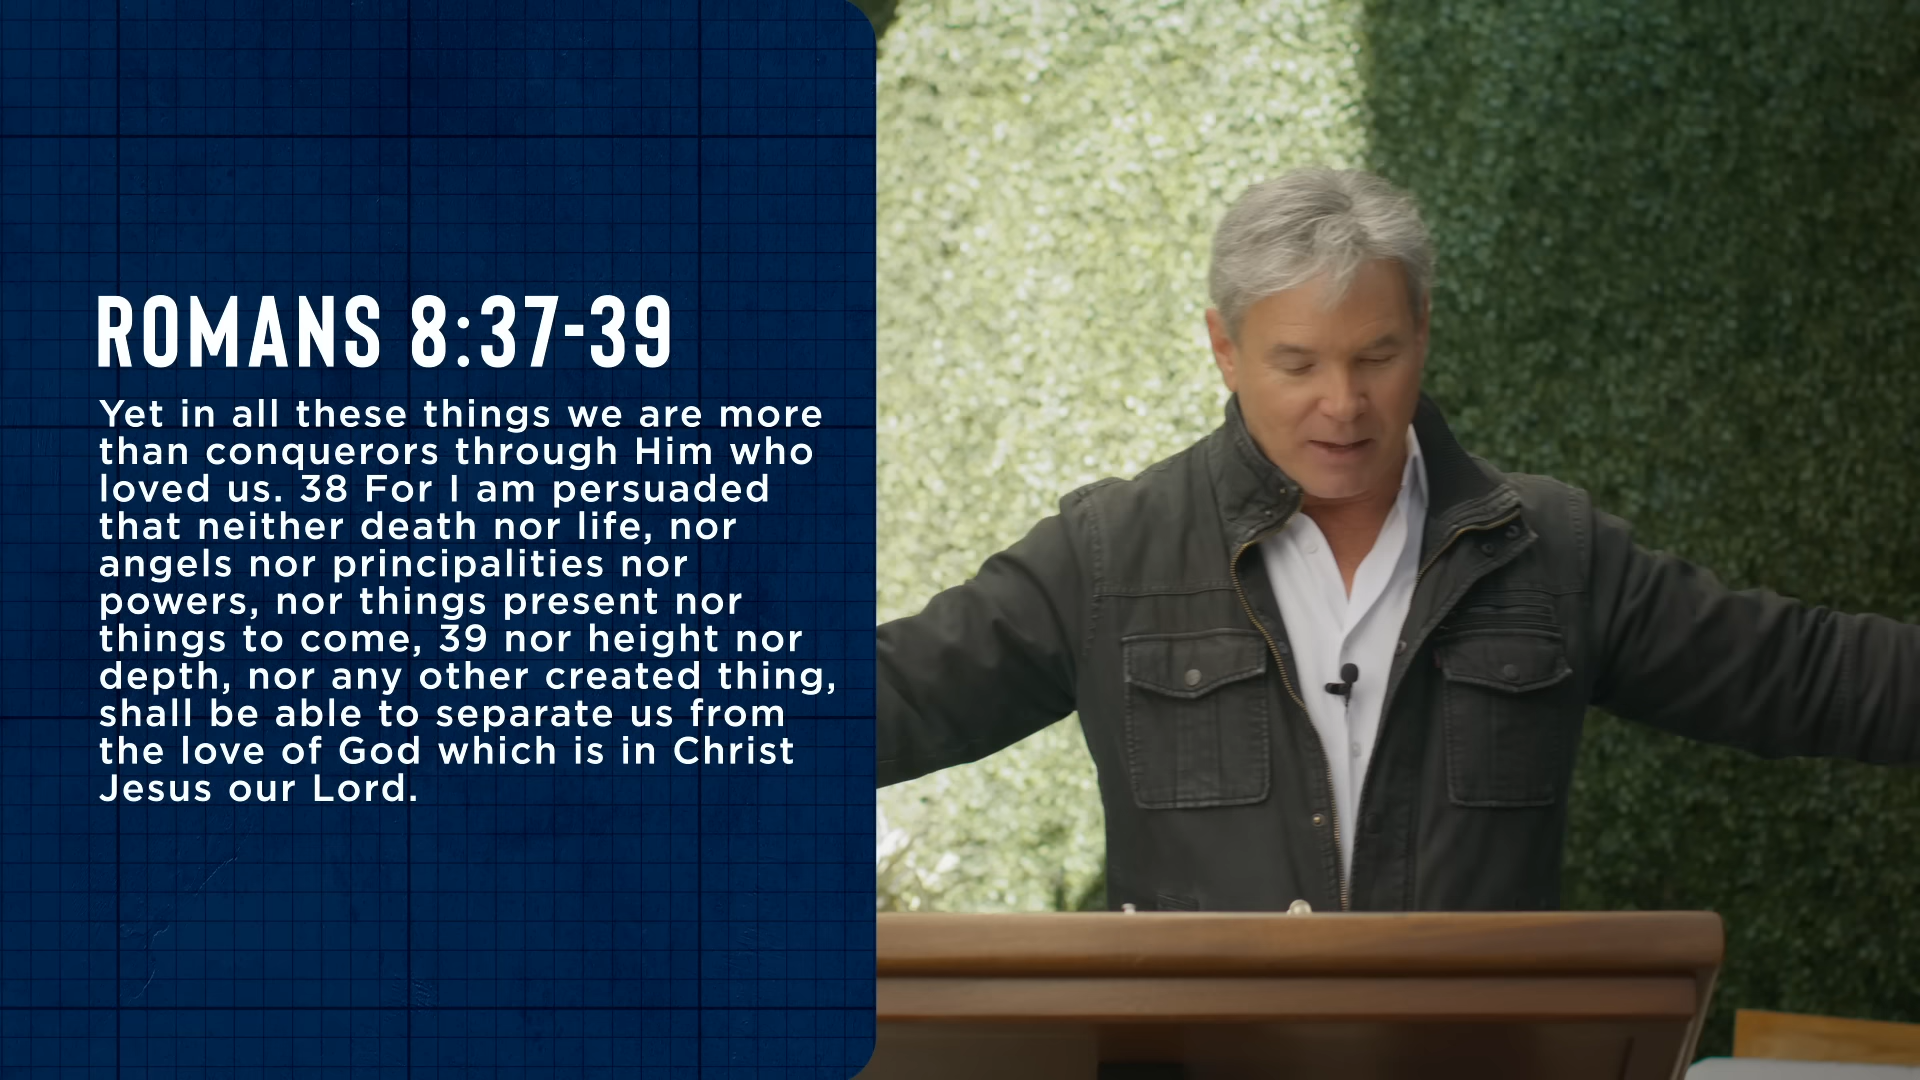 ROMANS 8:37-39
Yet in all these things we are more
than conquerors through Him who
loved us. 38 For I am persuaded
that neither death nor life, nor
angels nor principalities nor
powers, nor things present nor
things to come, 39 nor height nor
depth, nor any other created thing,
shall be able to separate us from
the love of God which is in Christ
Jesus our Lord.